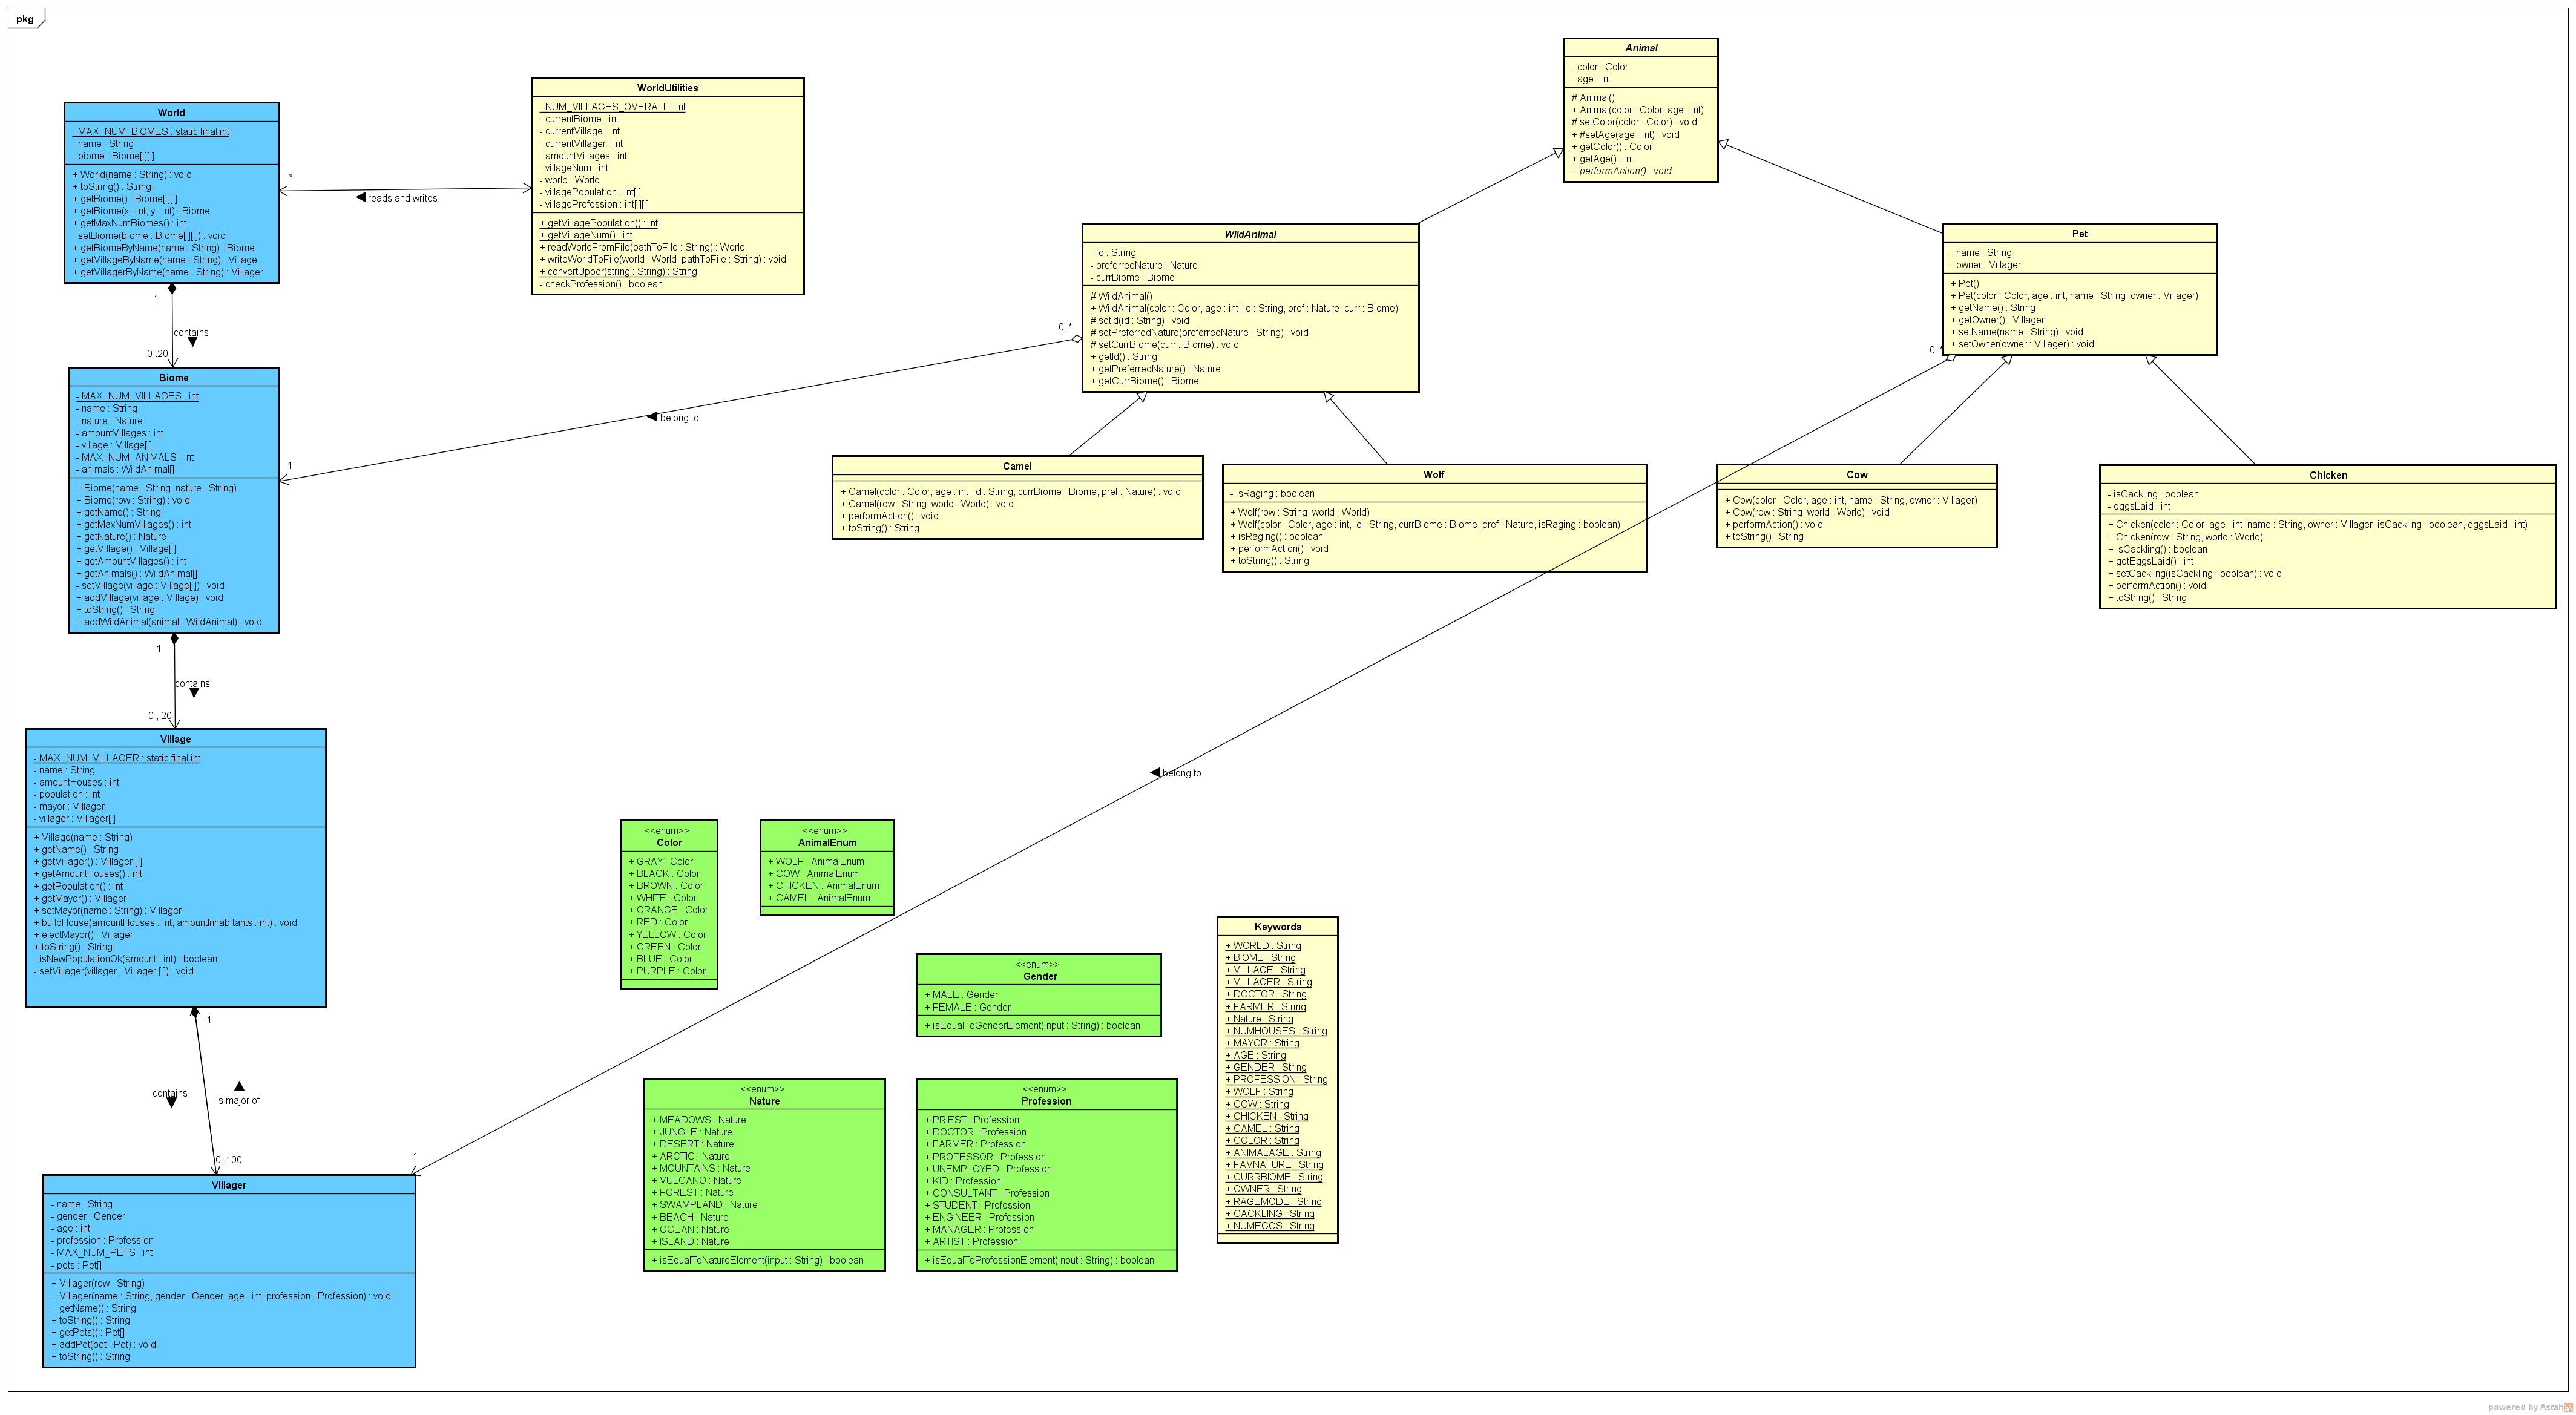 pkg
World
- MAX_NUM_BIOMES : static final int
- name : String
- biome : Biome[ ][ ]
+ World(name : String) : void
+ toString() : String
+ getBiome() : Biome[ ][ ]
+ getBiome(x : int, y : int) : Biome
+ getMaxNumBiomes() : int
- setBiome(biome : Biome[ ][ ]) : void
+ getBiomeByName(name : String) : Biome
+ getVillageByName(name : String) : Village
+ getVillagerByName(name : String) : Villager
*
reads and writes
WorldUtilities
- NUM_VILLAGES_OVERALL : int
- currentBiome : int
- currentVillage : int
- currentVillager : int
- amountVillages : int
- villageNum : int
- world : World
- villagePopulation : int[ ]
- villageProfession : int[ ][ ]
+ getVillagePopulation() : int
+ getVillageNum() : int
+ readWorldFromFile(pathToFile : String) : World
+ writeWorldToFile(world : World, pathToFile : String) : void
+ convertUpper(string : String) : String
- checkProfession() : boolean
Animal
- color : Color
- age : int
# Animal()
+ Animal(color : Color, age : int)
# setColor(color : Color) : void
+ #setAge(age : int) : void
+ getColor() : Color
+ getAge() : int
+ performAction() : void
WildAnimal
- id : String
- preferredNature : Nature
- currBiome : Biome
# WildAnimal()
+ WildAnimal(color : Color, age : int, id : String, pref : Nature, curr : Biome)
# setId(id : String) : void
# setPreferredNature(preferredNature : String) : void
# setCurrBiome(curr : Biome) : void
+ getId() : String
+ getPreferredNature() : Nature
+ getCurrBiome() : Biome
0..*
Pet
- name : String
- owner : Villager
+ Pet()
+ Pet(color : Color, age : int, name : String, owner : Villager)
+ getName() : String
+ getOwner() : Villager
+ setName(name : String) : void
+ setOwner(owner : Villager) : void
0..*
1
contains
0..20
belong to
1
Biome
- MAX_NUM_VILLAGES : int
- name : String
- nature : Nature
- amountVillages : int
- village : Village[ ]
- MAX_NUM_ANIMALS : int
- animals : WildAnimal[]
+ Biome(name : String, nature : String)
+ Biome(row : String) : void
+ getName() : String
+ getMaxNumVillages() : int
+ getNature() : Nature
+ getVillage() : Village[ ]
+ getAmountVillages() : int
+ getAnimals() : WildAnimal[]
- setVillage(village : Village[ ]) : void
+ addVillage(village : Village) : void
+ toString() : String
+ addWildAnimal(animal : WildAnimal) : void
Camel
+ Camel(color : Color, age : int, id : String, currBiome : Biome, pref : Nature) : void
+ Camel(row : String, world : World) : void
+ performAction() : void
+ toString() : String
Wolf
- isRaging : boolean
+ Wolf(row : String, world : World)
+ Wolf(color : Color, age : int, id : String, currBiome : Biome, pref : Nature, isRaging : boolean)
+ isRaging() : boolean
+ performAction() : void
+ toString() : String
Cow
+ Cow(color : Color, age : int, name : String, owner : Villager)
+ Cow(row : String, world : World) : void
+ performAction() : void
+ toString() : String
Chicken
- isCackling : boolean
- eggsLaid : int
+ Chicken(color : Color, age : int, name : String, owner : Villager, isCackling : boolean, eggsLaid : int)
+ Chicken(row : String, world : World)
+ isCackling() : boolean
+ getEggsLaid() : int
+ setCackling(isCackling : boolean) : void
+ performAction() : void
+ toString() : String
1
contains
0 , 20
Village
- MAX_NUM_VILLAGER : static final int
- name : String
- amountHouses : int
- population : int
- mayor : Villager
- villager : Villager[ ]
+ Village(name : String)
+ getName() : String
+ getVillager() : Villager [ ]
+ getAmountHouses() : int
+ getPopulation() : int
+ getMayor() : Villager
+ setMayor(name : String) : Villager
+ buildHouse(amountHouses : int, amountInhabitants : int) : void
+ electMayor() : Villager
+ toString() : String
- isNewPopulationOk(amount : int) : boolean
- setVillager(villager : Villager [ ]) : void
belong to
<<enum>>
Color
+ GRAY : Color
+ BLACK : Color
+ BROWN : Color
+ WHITE : Color
+ ORANGE : Color
+ RED : Color
+ YELLOW : Color
+ GREEN : Color
+ BLUE : Color
+ PURPLE : Color
<<enum>>
AnimalEnum
+ WOLF : AnimalEnum
+ COW : AnimalEnum
+ CHICKEN : AnimalEnum
+ CAMEL : AnimalEnum
<<enum>>
Gender
+ MALE : Gender
+ FEMALE : Gender
+ isEqualToGenderElement(input : String) : boolean
Keywords
+ WORLD : String
+ BIOME : String
+ VILLAGE : String
+ VILLAGER : String
+ DOCTOR : String
+ FARMER : String
+ Nature : String
+ NUMHOUSES : String
+ MAYOR : String
+ AGE : String
+ GENDER : String
+ PROFESSION : String
+ WOLF : String
+ COW : String
+ CHICKEN : String
+ CAMEL : String
+ COLOR : String
+ ANIMALAGE : String
+ FAVNATURE : String
+ CURRBIOME : String
+ OWNER : String
+ RAGEMODE : String
+ CACKLING : String
+ NUMEGGS : String
1
contains
is major of
0..100
1
<<enum>>
Nature
+ MEADOWS : Nature
+ JUNGLE : Nature
+ DESERT : Nature
+ ARCTIC : Nature
+ MOUNTAINS : Nature
+ VULCANO : Nature
+ FOREST : Nature
+ SWAMPLAND : Nature
+ BEACH : Nature
+ OCEAN : Nature
+ ISLAND : Nature
+ isEqualToNatureElement(input : String) : boolean
<<enum>>
Profession
+ PRIEST : Profession
+ DOCTOR : Profession
+ FARMER : Profession
+ PROFESSOR : Profession
+ UNEMPLOYED : Profession
+ KID : Profession
+ CONSULTANT : Profession
+ STUDENT : Profession
+ ENGINEER : Profession
+ MANAGER : Profession
+ ARTIST : Profession
+ isEqualToProfessionElement(input : String) : boolean
Villager
- name : String
- gender : Gender
- age : int
- profession : Profession
- MAX_NUM_PETS : int
- pets : Pet[]
+ Villager(row : String)
+ Villager(name : String, gender : Gender, age : int, profession : Profession) : void
+ getName() : String
+ toString() : String
+ getPets() : Pet[]
+ addPet(pet : Pet) : void
+ toString() : String
powered by Astah